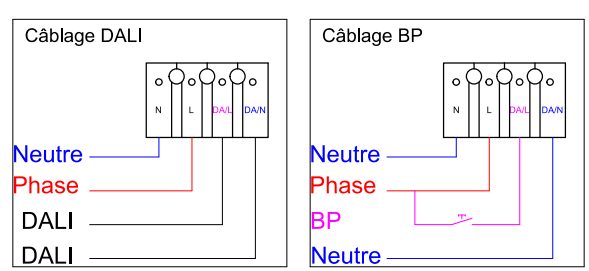 Câblage DALI
N L DA/L DA/N
Neutre
Phase
DALI
DALI
Câblage BP
N L DA/L DA/N
Neutre
Phase
BP
Neutre